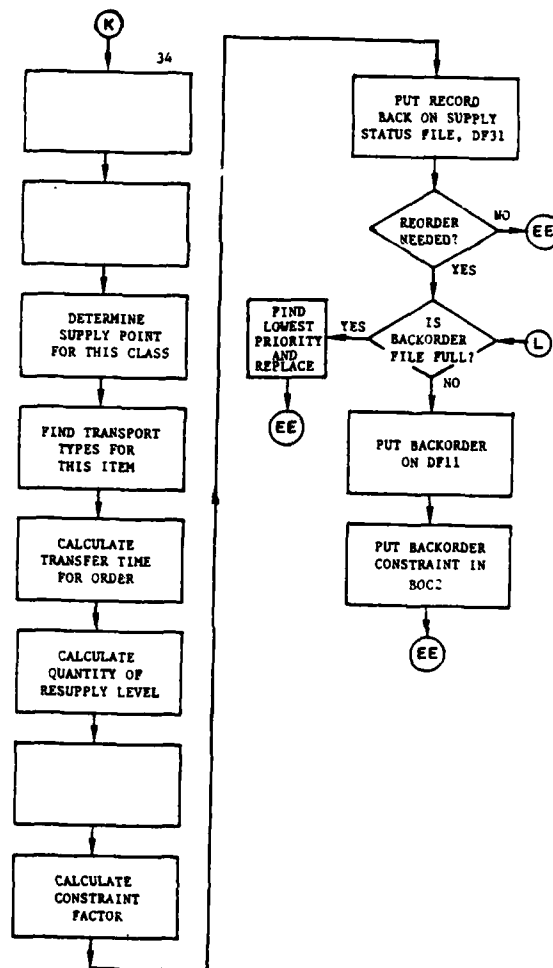 K
34
DETERMINE
SUPPLY POINT
FOR THIS CLASS
FIND TRANSPORT
TYPES FOR
THIS ITEM
CALCULATE
TRANSFER TIME
FOR ORDER
CALCULATE
QUANTITY OF
RESUPPLY LEVEL
CALCULATE
CONSTRAINT
FACTOR
PUT RECORD
BACK ON SUPPLY
STATUS FILE, DF31
REORDER
NEEDED?
NO
EE
YES
IS
BACKORDER
FILE FULL?
L
YES
FIND
LOWEST
PRIORITY
AND
REPLACE
EE
NO
PUT BACKORDER
ON DF11
PUT BACKORDER
CONSTRAINT IN
BOC2
EE